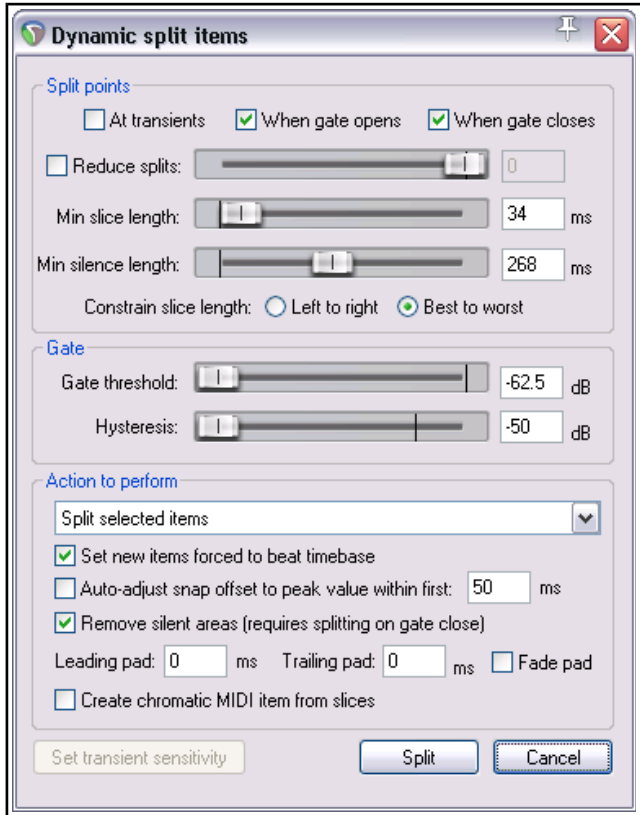 Dynamic split items
Split points
At transients When gate opens When gate closes
Reduce splits: 0
Min slice length: 34 ms
Min silence length: 268 ms
Constrain slice length: Left to right Best to worst
Gate
Gate threshold: -62.5 dB
Hysteresis: -50 dB
Action to perform
Split selected items
Set new items forced to beat timebase
Auto-adjust snap offset to peak value within first: 50 ms
Remove silent areas (requires splitting on gate close)
Leading pad: 0 ms Trailing pad: 0 ms Fade pad
Create chromatic MIDI item from slices
Set transient sensitivity Split Cancel